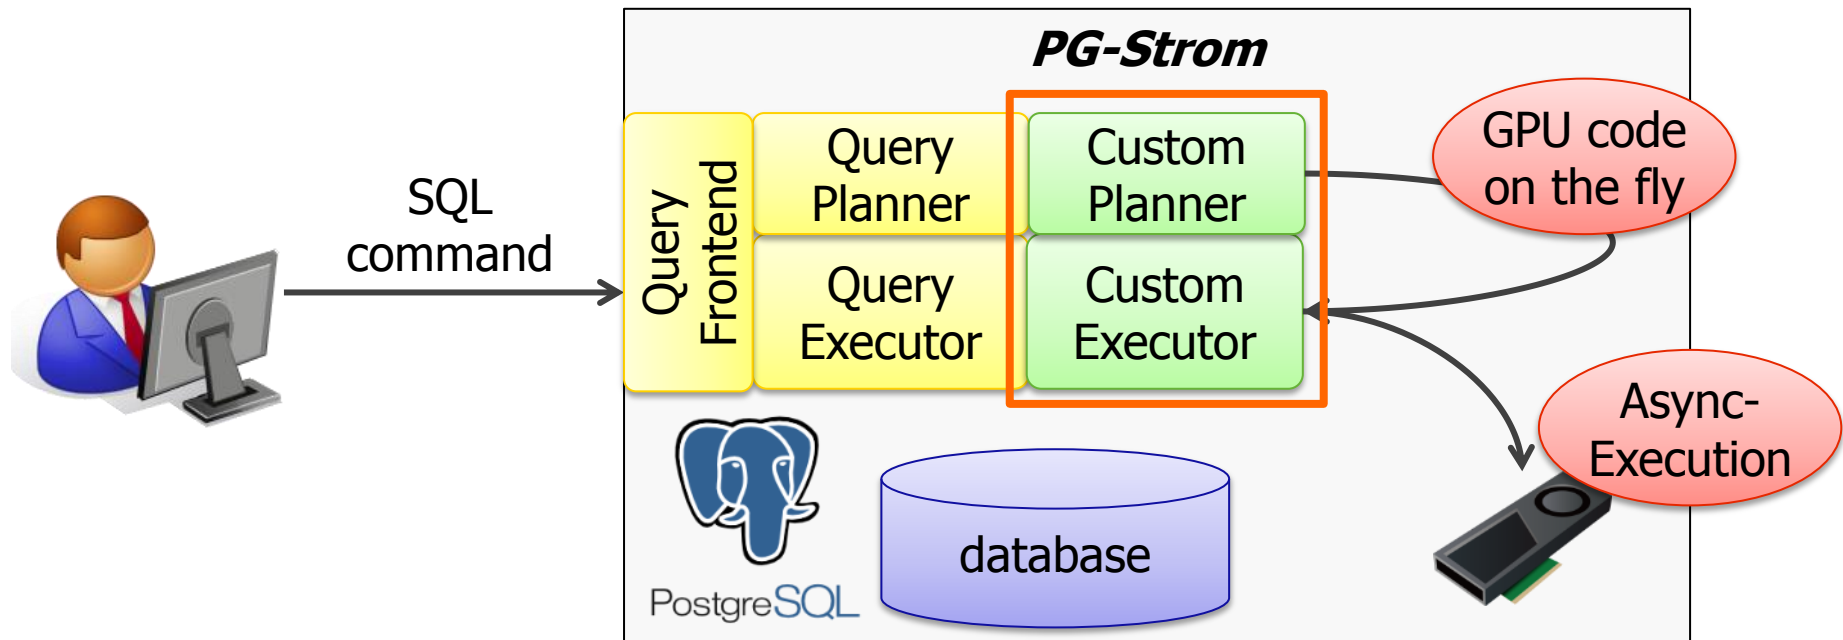 PG-Strom
SQL
command
Query
Frontend
Query
Planner
Custom
Planner
GPU code
on the fly
Query
Executor
Custom
Executor
Async-
Execution
PostgreSQL
database